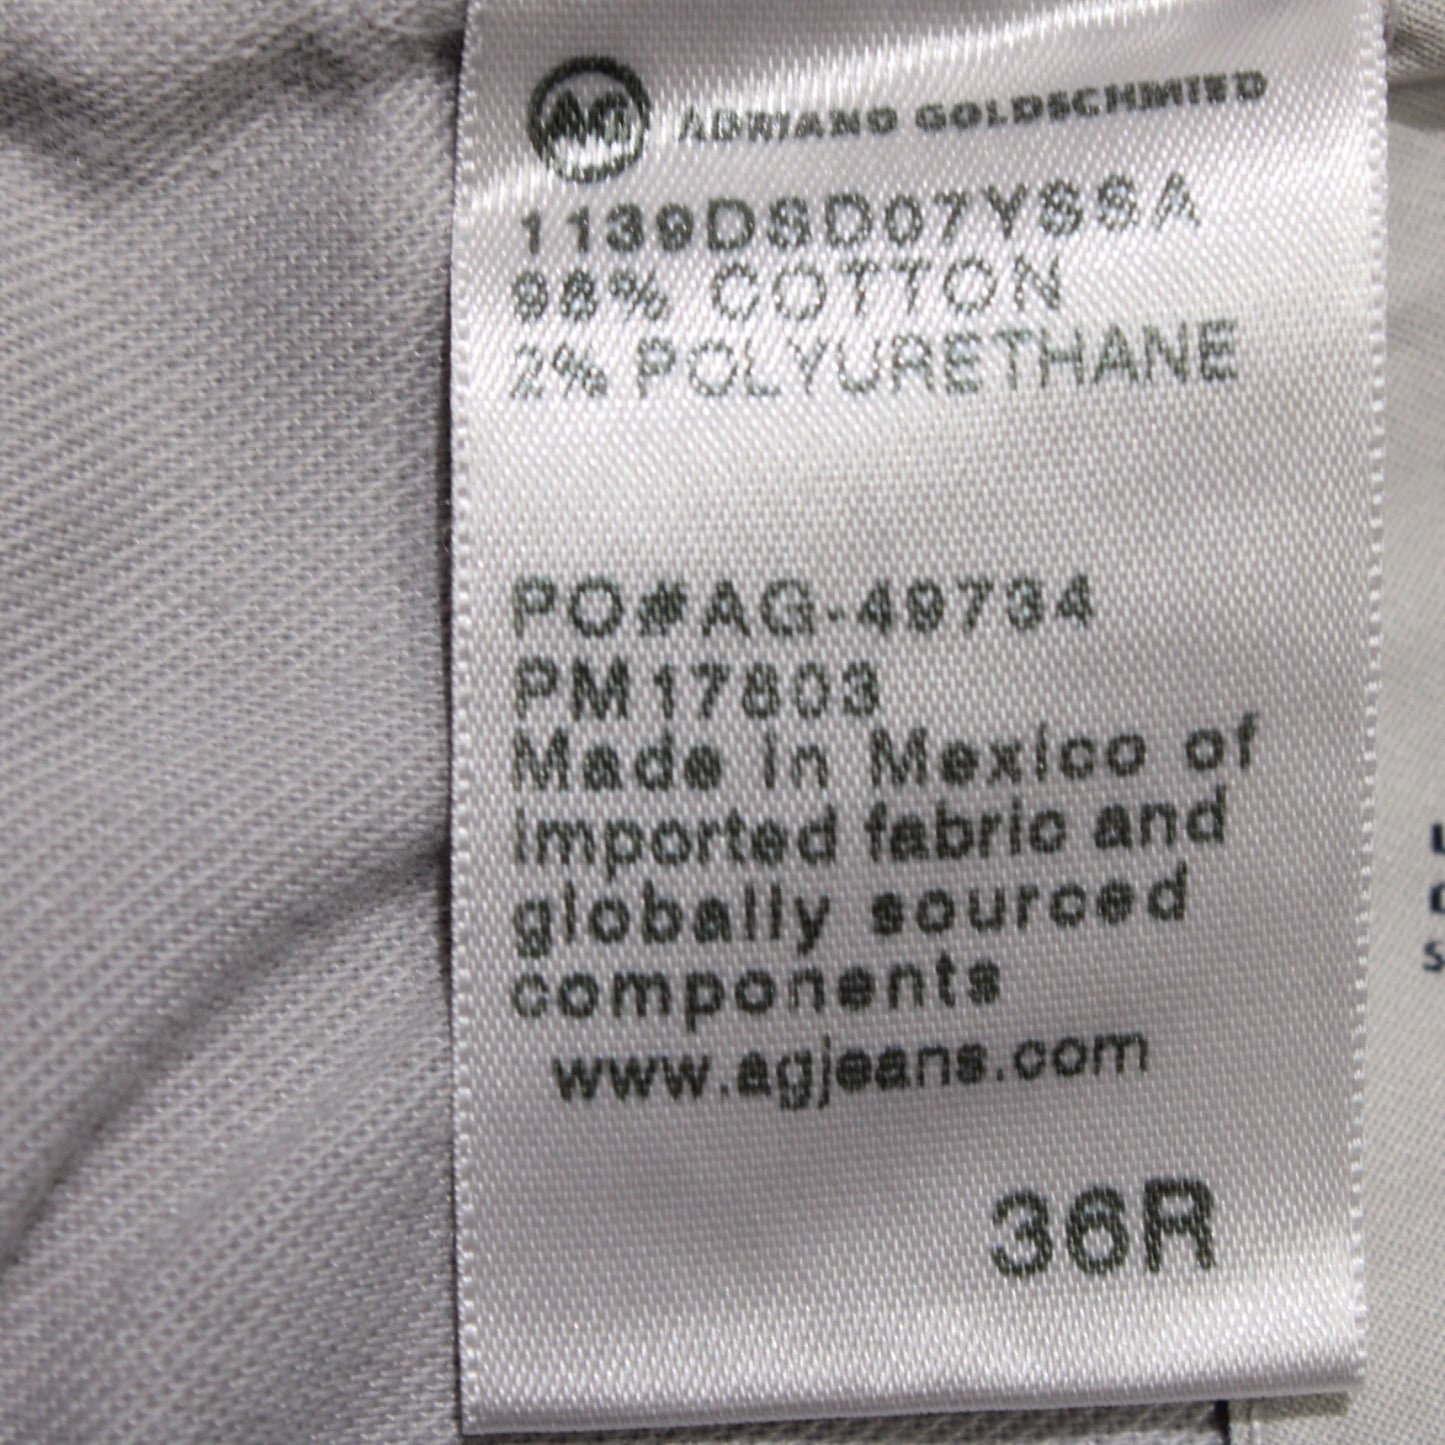 AG ADRIANO GOLDSCHMIED
1139DSD07YSSA
98% COTTON
2% POLYURETHANE
PO#AG-49734
PM17803
Made in Mexico of
imported fabric and
globally sourced
components
www.agjeans.com
36R